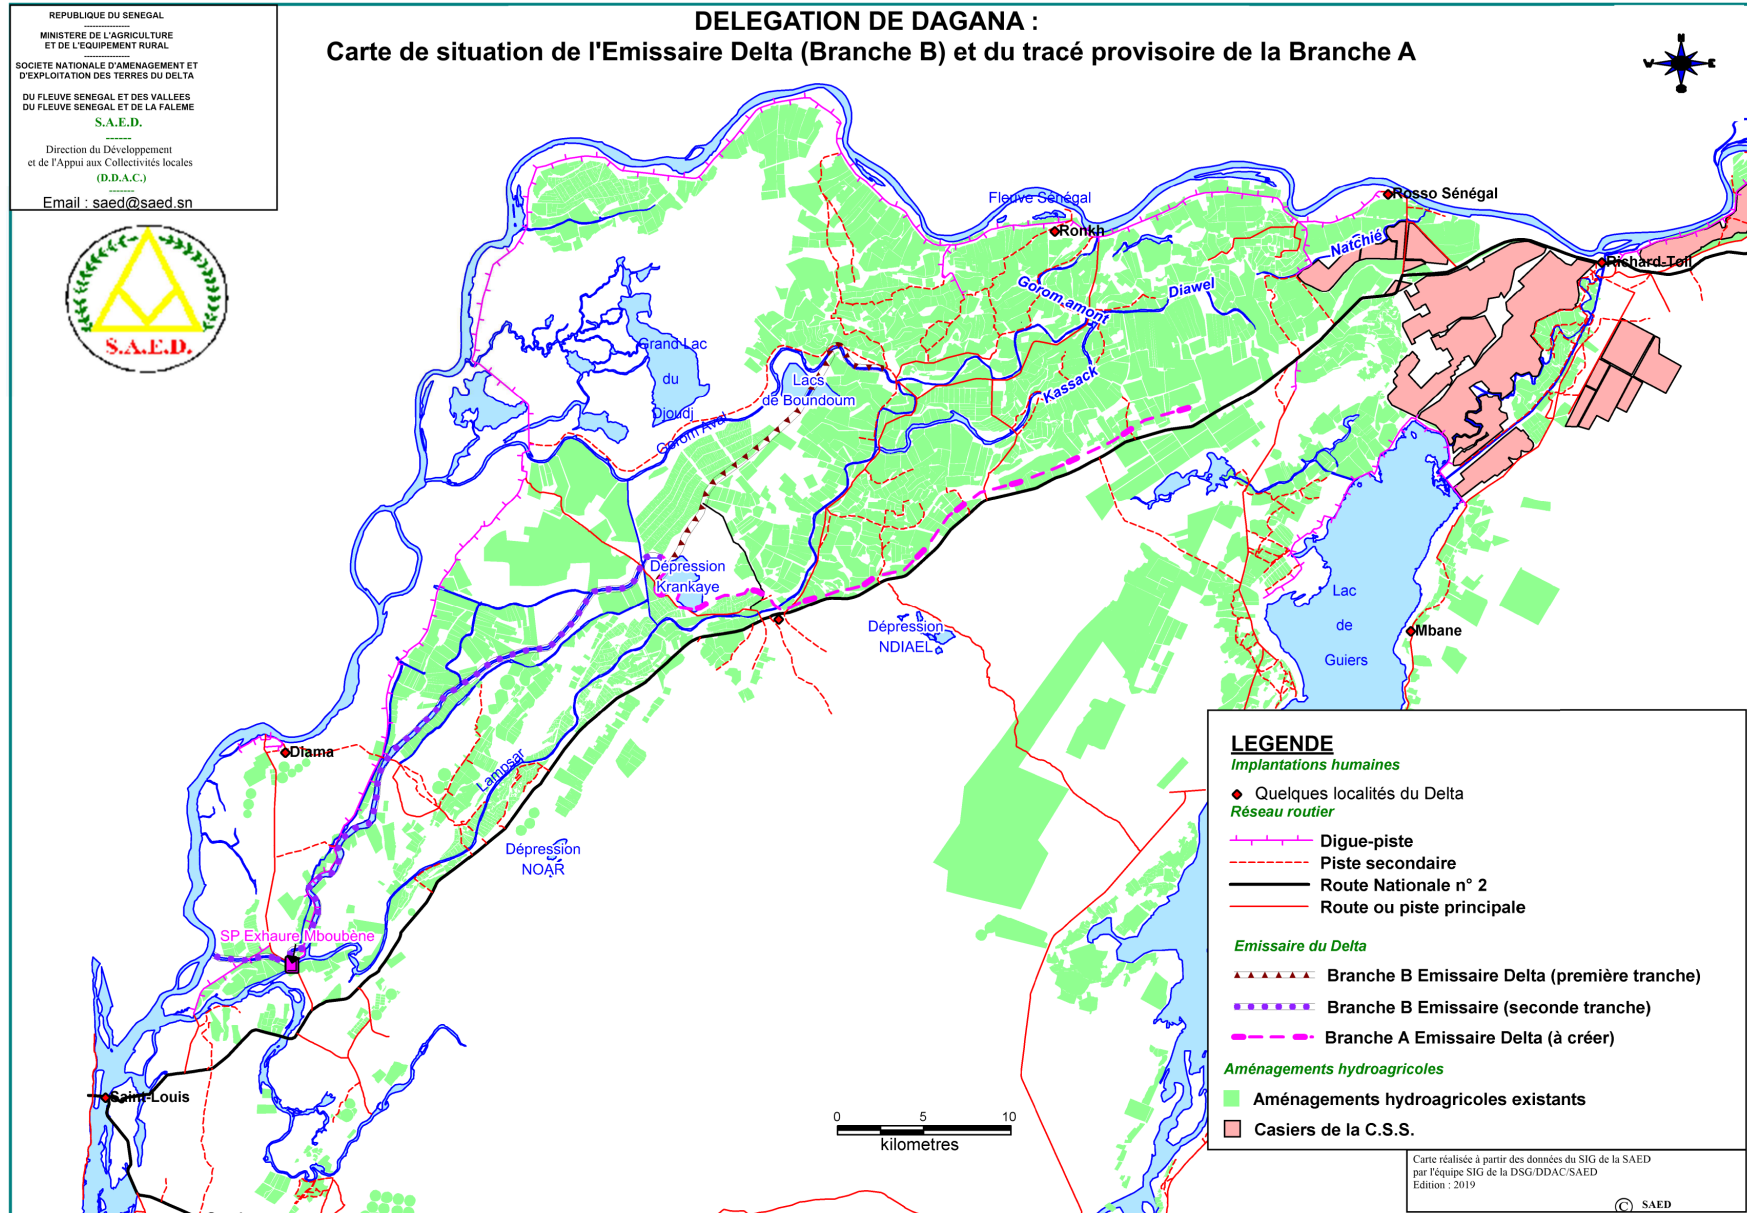 REPUBLIQUE DU SENEGAL
----------------
MINISTERE DE L'AGRICULTURE
ET DE L'EQUIPEMENT RURAL
----------------
SOCIETE NATIONALE D'AMENAGEMENT ET
D'EXPLOITATION DES TERRES DU DELTA
DU FLEUVE SENEGAL ET DES VALLEES
DU FLEUVE SENEGAL ET DE LA FALEME
S.A.E.D.
------
Direction du Développement
et de l'Appui aux Collectivités locales
(D.D.A.C.)
------
Email : saed@saed.sn
S.A.E.D.
DELEGATION DE DAGANA :
Carte de situation de l'Emissaire Delta (Branche B) et du tracé provisoire de la Branche A
N
W
E
S
Fleuve Sénégal
Ronkh
Rosso Sénégal
Richard-Toll
Natchié
Gorom amont
Diawel
Kassack
Grand Lac
du
Djoudj
Lacs
de Boundoum
Gorom Aval
Dépression
Krankaye
Dépression
NDIAEL
Lac
de
Guiers
Mbane
Diama
Lampsar
Dépression
NOAR
SP Exhaure Mboubène
Saint-Louis
0 5 10
kilometres
LEGENDE
Implantations humaines
Quelques localités du Delta
Réseau routier
Digue-piste
Piste secondaire
Route Nationale n° 2
Route ou piste principale
Emissaire du Delta
Branche B Emissaire Delta (première tranche)
Branche B Emissaire (seconde tranche)
Branche A Emissaire Delta (à créer)
Aménagements hydroagricoles
Aménagements hydroagricoles existants
Casiers de la C.S.S.
Carte réalisée à partir des données du SIG de la SAED
par l'équipe SIG de la DSG/DDAC/SAED
Edition : 2019
© SAED